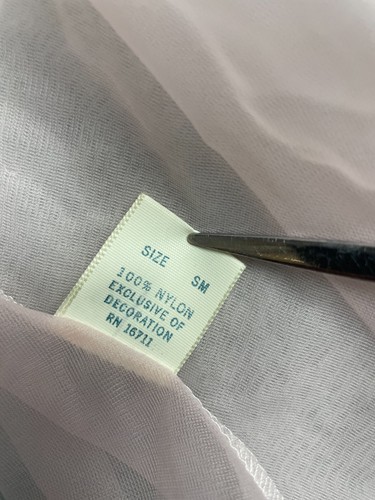 SIZE SM
100% NYLON
EXCLUSIVE OF
DECORATION
RN 16711